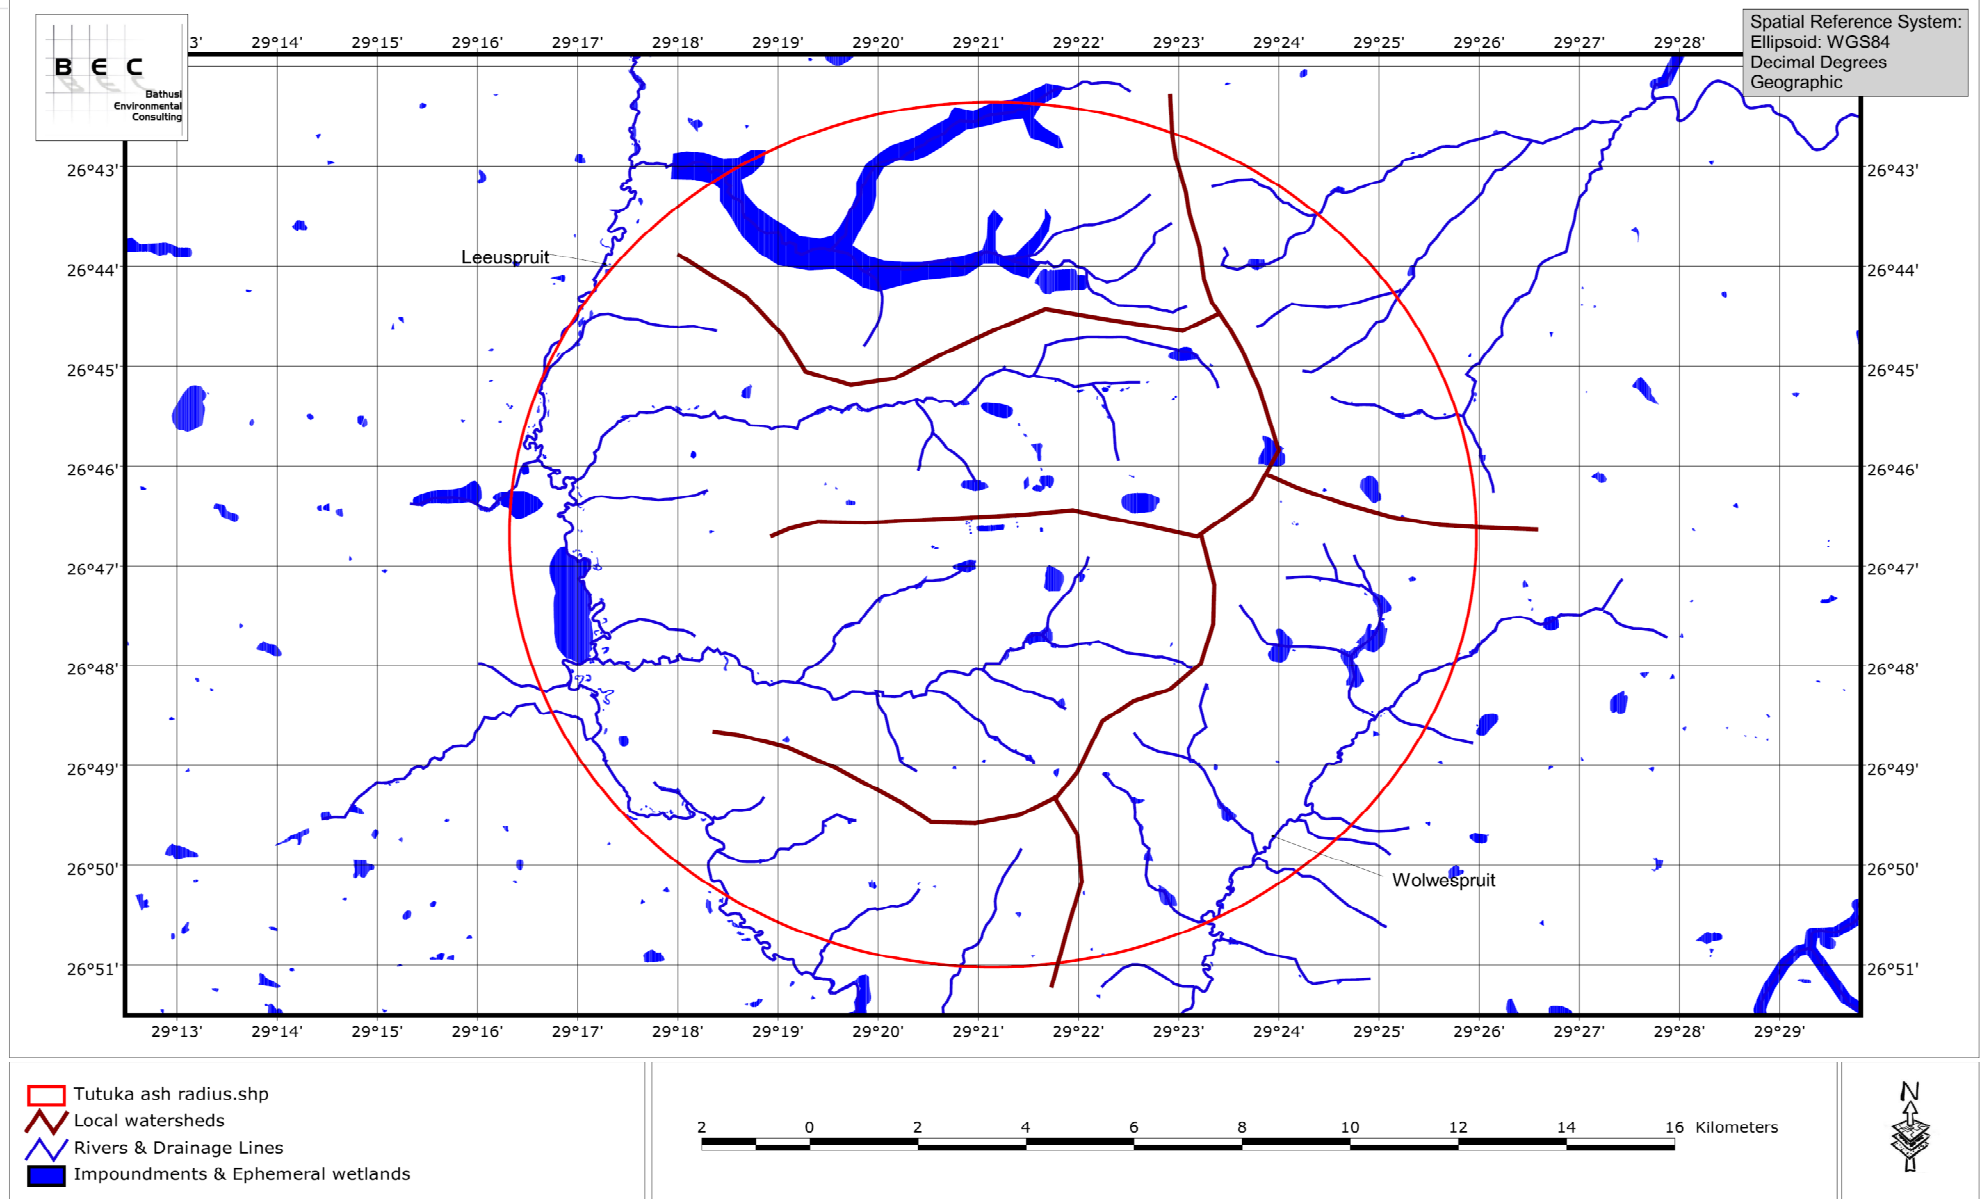 Spatial Reference System:
Ellipsoid: WGS84
Decimal Degrees
Geographic
B E C
Bathusi
Environmental
Consulting
3' 29°14' 29°15' 29°16' 29°17' 29°18' 29°19' 29°20' 29°21' 29°22' 29°23' 29°24' 29°25' 29°26' 29°27' 29°28'
26°43' 26°43'
Leeuspruit
26°44' 26°44'
26°45' 26°45'
26°46' 26°46'
26°47' 26°47'
26°48' 26°48'
26°49' 26°49'
26°50' 26°50'
Wolwespruit
26°51' 26°51'
29°13' 29°14' 29°15' 29°16' 29°17' 29°18' 29°19' 29°20' 29°21' 29°22' 29°23' 29°24' 29°25' 29°26' 29°27' 29°28' 29°29'
Tutuka ash radius.shp
Local watersheds
Rivers & Drainage Lines
Impoundments & Ephemeral wetlands
2 0 2 4 6 8 10 12 14 16 Kilometers
N